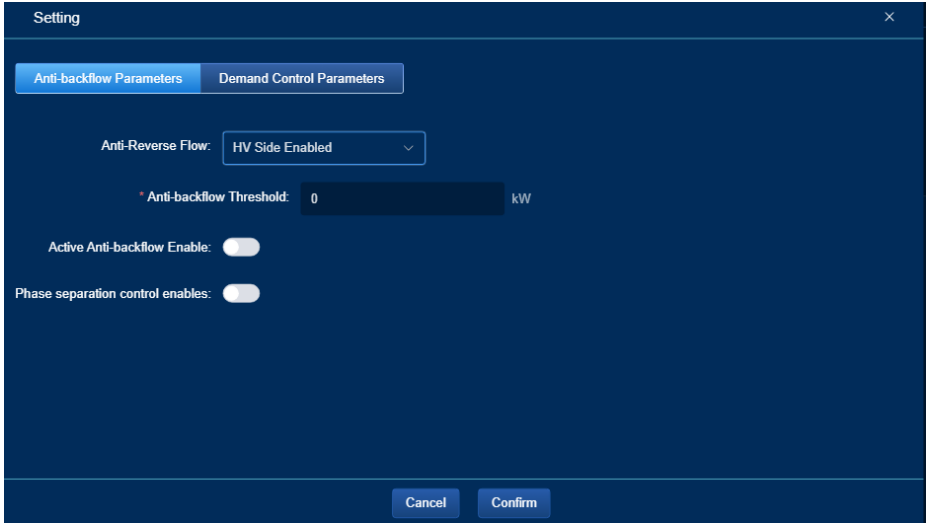 Setting
Anti-backflow Parameters Demand Control Parameters
Anti-Reverse Flow: HV Side Enabled
* Anti-backflow Threshold: 0 kW
Active Anti-backflow Enable:
Phase separation control enables:
Cancel Confirm